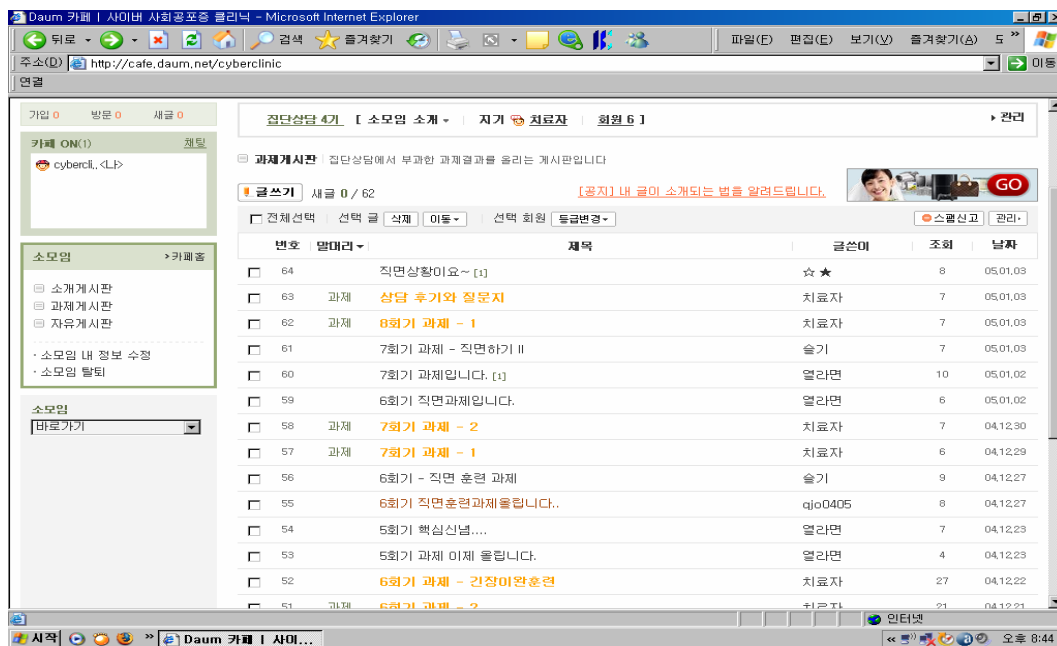 Daum 카페 | 사이버 사회공포증 클리닉 - Microsoft Internet Explorer
뒤로 검색 즐겨찾기 파일(F) 편집(E) 보기(V) 즐겨찾기(A) 도 »
주소(D) http://cafe.daum.net/cyberclinic 이동
연결
가입 0 방문 0 새글 0
카페 ON(1) 채팅
cybercli,,<나>
소모임 >카페홈
소개게시판
과제게시판
자유게시판
· 소모임 내 정보 수정
· 소모임 탈퇴
소모임
바로가기
집단상담 4기 [ 소모임 소개 | 지기 치료자 | 회원 6 ] 관리
과제게시판 | 집단상담에서 부과한 과제결과를 올리는 게시판입니다
글쓰기 새글 0 / 62 [공지] 내 글이 소개되는 법을 알려드립니다. GO
전체선택 | 선택 글 삭제 이동 | 선택 회원 등급변경 스팸신고 관리
번호 말머리 제목 글쓴이 조회 날짜
64 직면상황이요~ [1] ☆★ 8 05,01,03
63 과제 상담 후기와 질문지 치료자 7 05,01,03
62 과제 8회기 과제 - 1 치료자 7 05,01,03
61 7회기 과제 - 직면하기 II 슬기 7 05,01,03
60 7회기 과제입니다. [1] 열라면 10 05,01,02
59 6회기 직면과제입니다. 열라면 6 05,01,02
58 과제 7회기 과제 - 2 치료자 7 04,12,30
57 과제 7회기 과제 - 1 치료자 6 04,12,29
56 6회기 - 직면 훈련 과제 슬기 9 04,12,27
55 6회기 직면훈련과제올립니다.. qjo0405 8 04,12,27
54 5회기 핵심신념.... 열라면 7 04,12,23
53 5회기 과제 이제 올립니다. 열라면 4 04,12,23
52 6회기 과제 - 긴장이완훈련 치료자 27 04,12,22
51 과제 6회기 과제 - 2 치료자 21 04,12,21
인터넷
시작 » Daum 카페 | 사이... « 오후 8:44